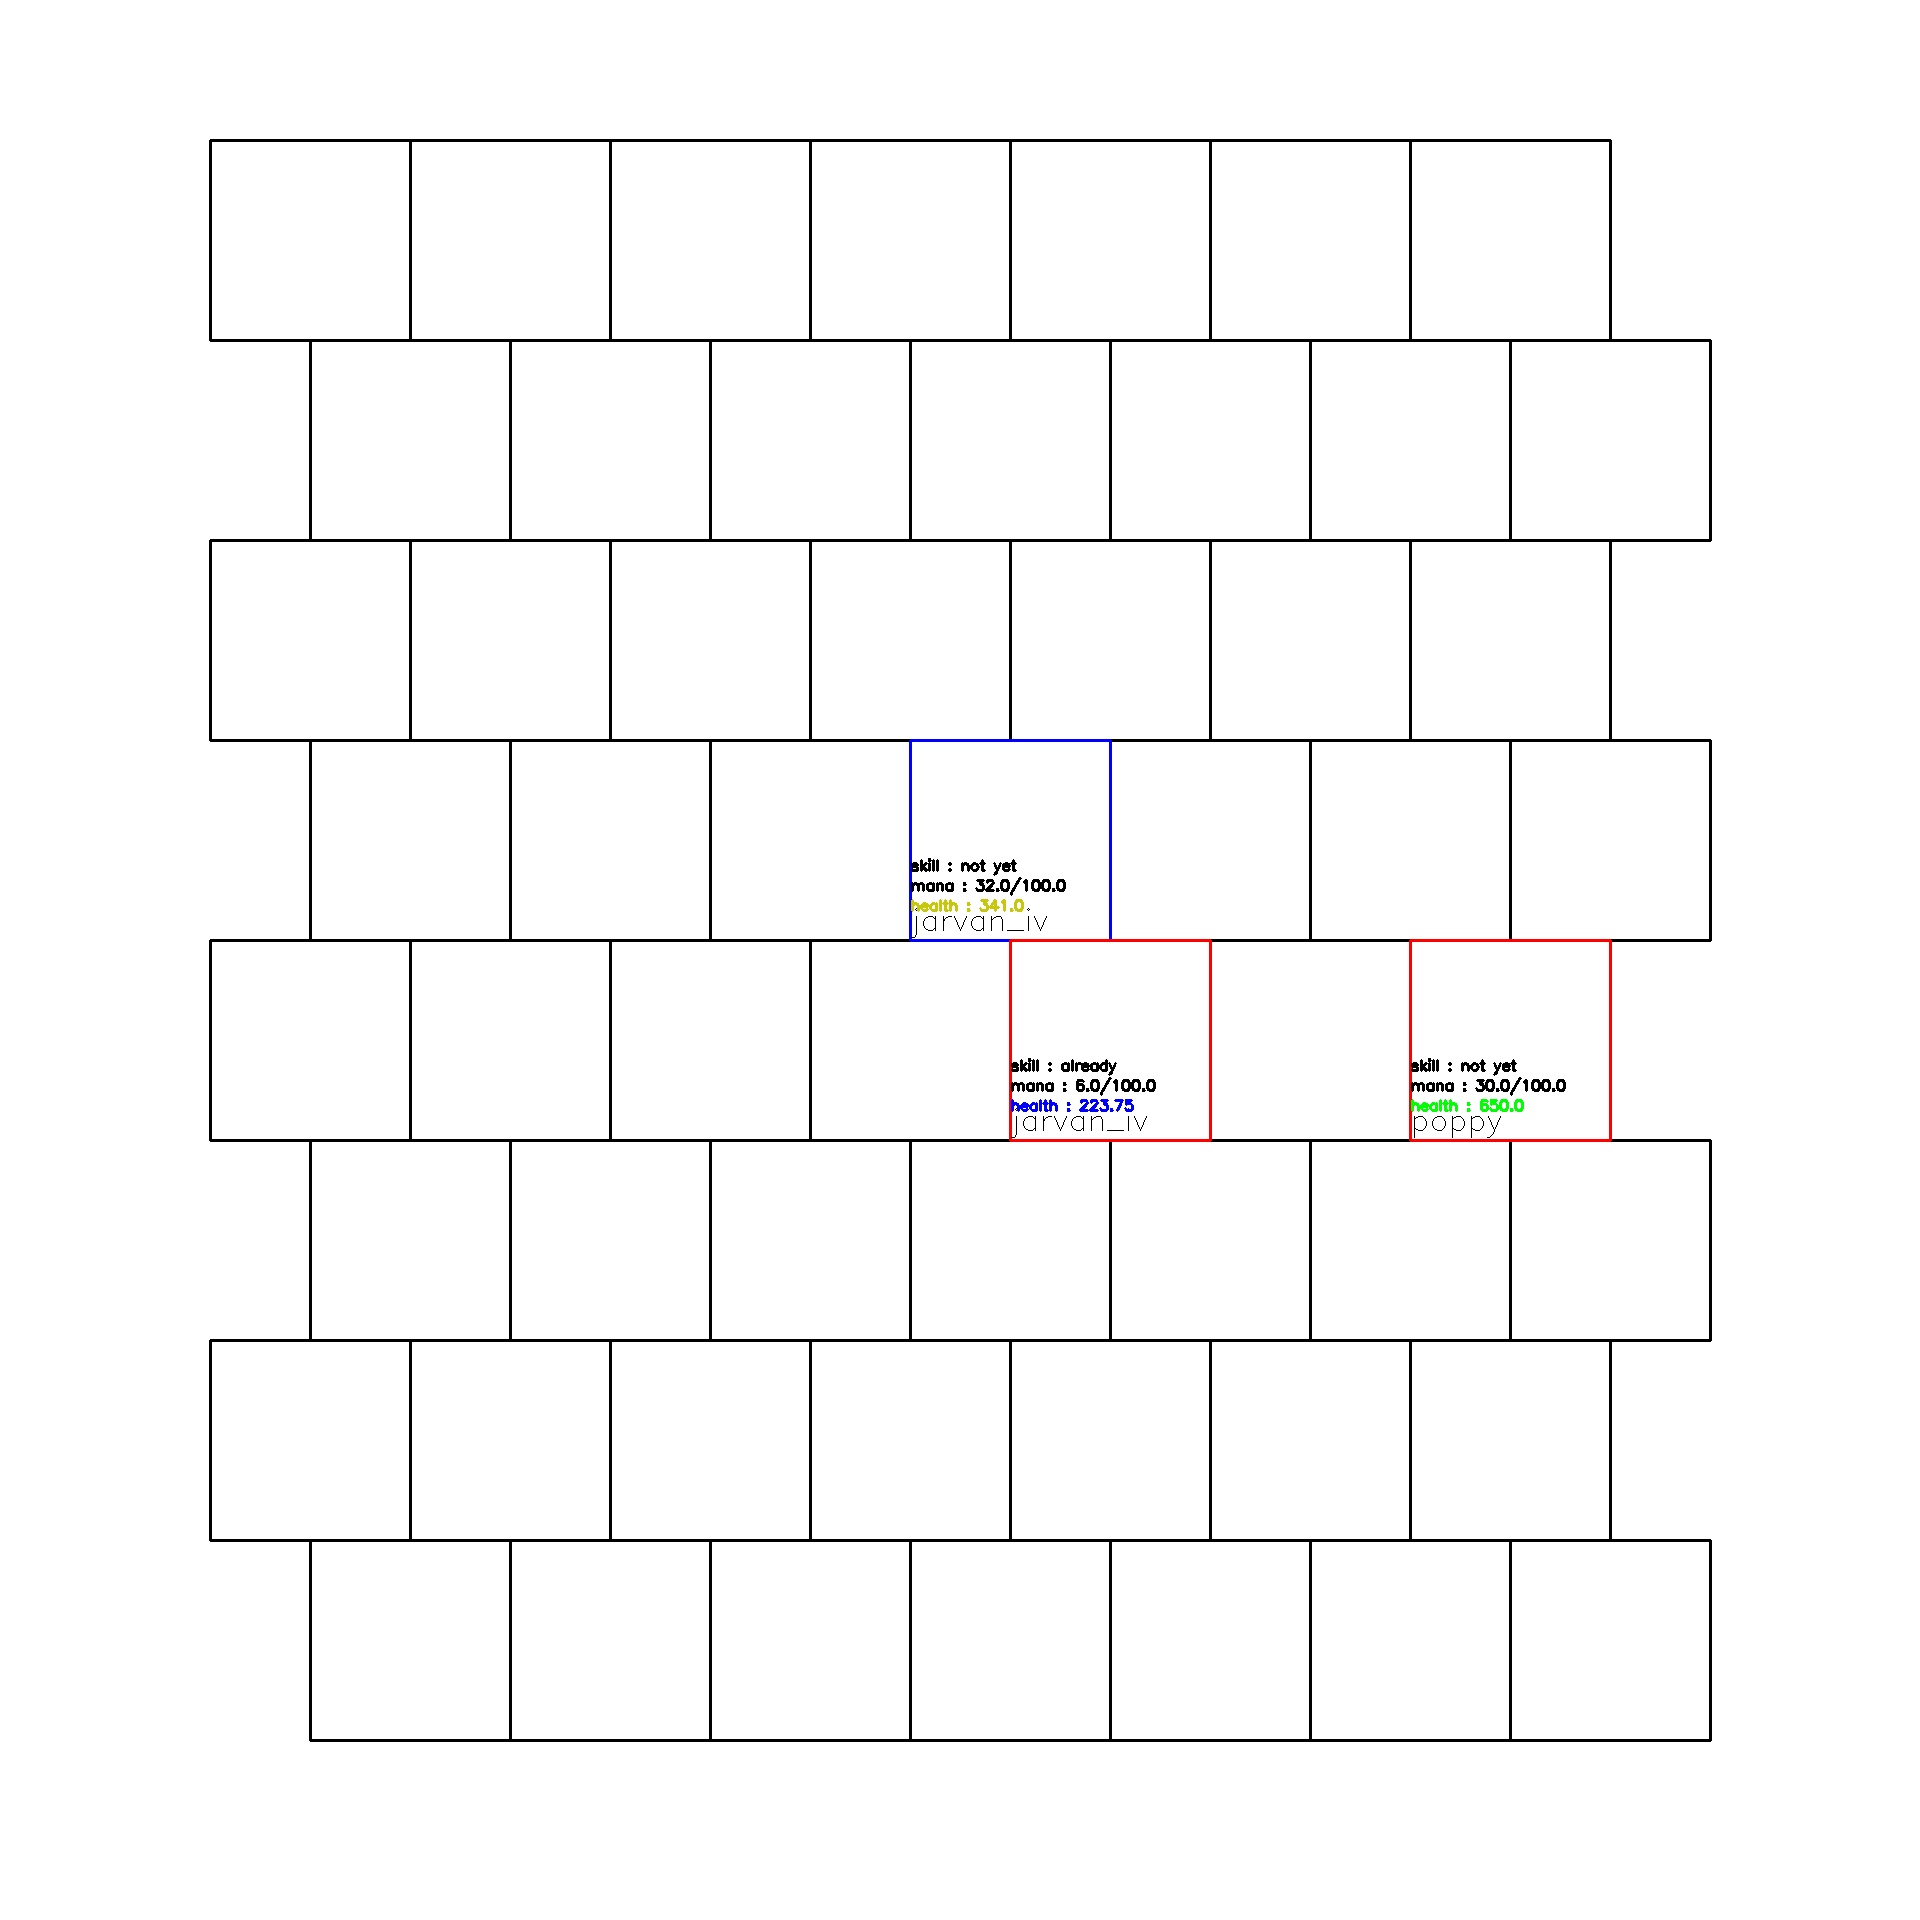 skill : not yet
mana : 32.0/100.0
health : 341.0
jarvan_iv
skill : already
mana : 6.0/100.0
health : 223.75
jarvan_iv
skill : not yet
mana : 30.0/100.0
health : 650.0
poppy